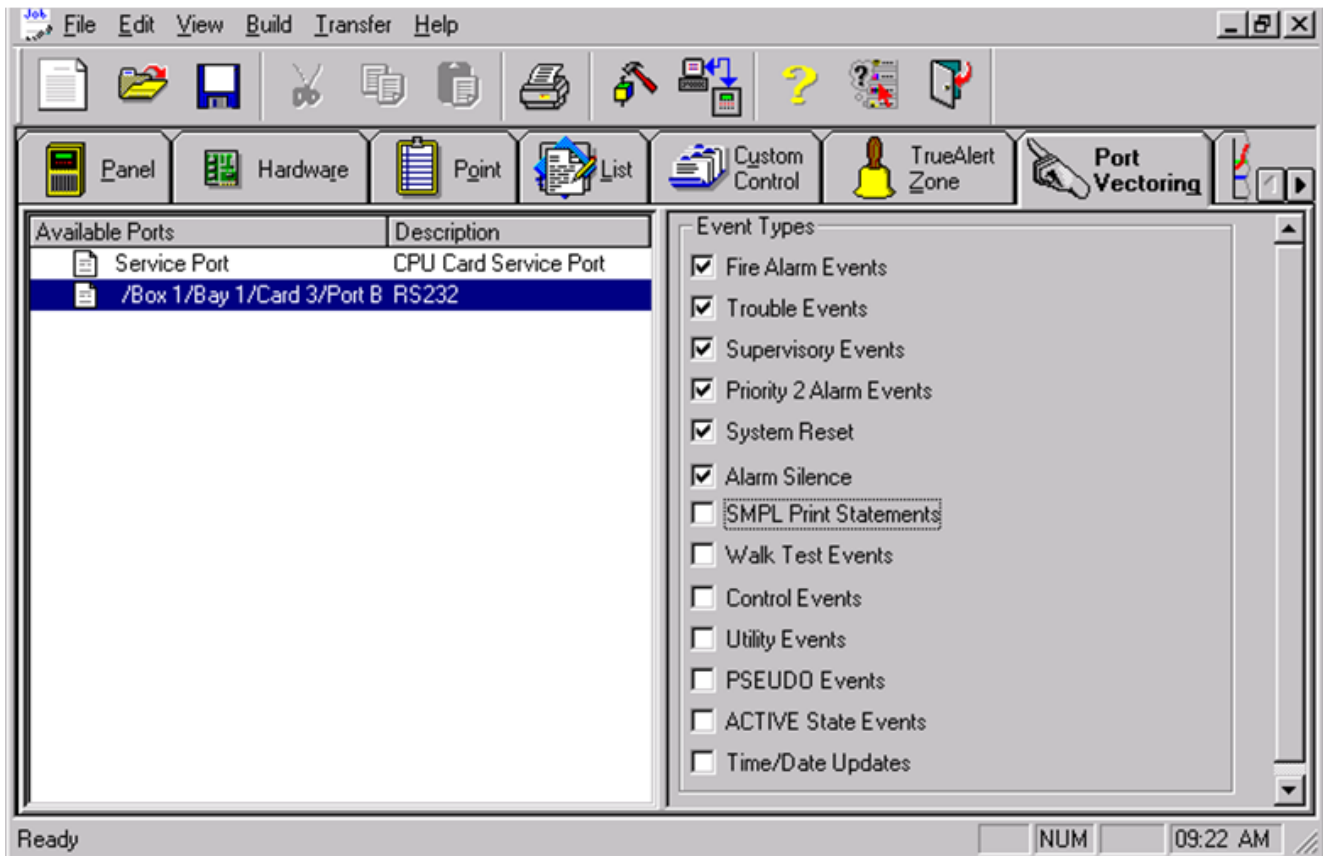 Job
File Edit View Build Transfer Help
Panel Hardware Point List Custom Control TrueAlert Zone Port Vectoring
Available Ports Description
Service Port CPU Card Service Port
/Box 1/Bay 1/Card 3/Port B RS232
Event Types
Fire Alarm Events
Trouble Events
Supervisory Events
Priority 2 Alarm Events
System Reset
Alarm Silence
SMPL Print Statements
Walk Test Events
Control Events
Utility Events
PSEUDO Events
ACTIVE State Events
Time/Date Updates
Ready NUM 09:22 AM